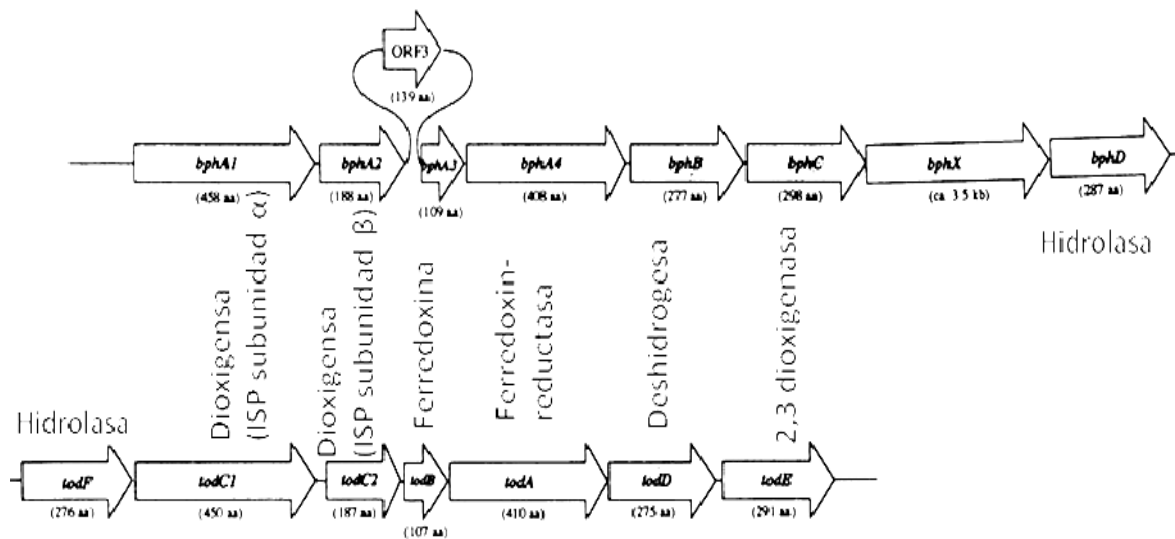 ORF3
(139 aa)
bphA1
bphA2
bphA3
bphA4
bphB
bphC
bphX
bphD
(458 aa)
(188 aa)
(109 aa)
(408 aa)
(277 aa)
(298 aa)
(ca. 3.5 kb)
(287 aa)
Hidrolasa
Dioxigensa
(ISP subunidad α)
Dioxigensa
(ISP subunidad β)
Ferredoxina
Ferredoxin-
reductasa
Deshidrogesa
2,3 dioxigenasa
Hidrolasa
todF
todC1
todC2
todB
todA
todD
todE
(276 aa)
(450 aa)
(187 aa)
(107 aa)
(410 aa)
(275 aa)
(291 aa)